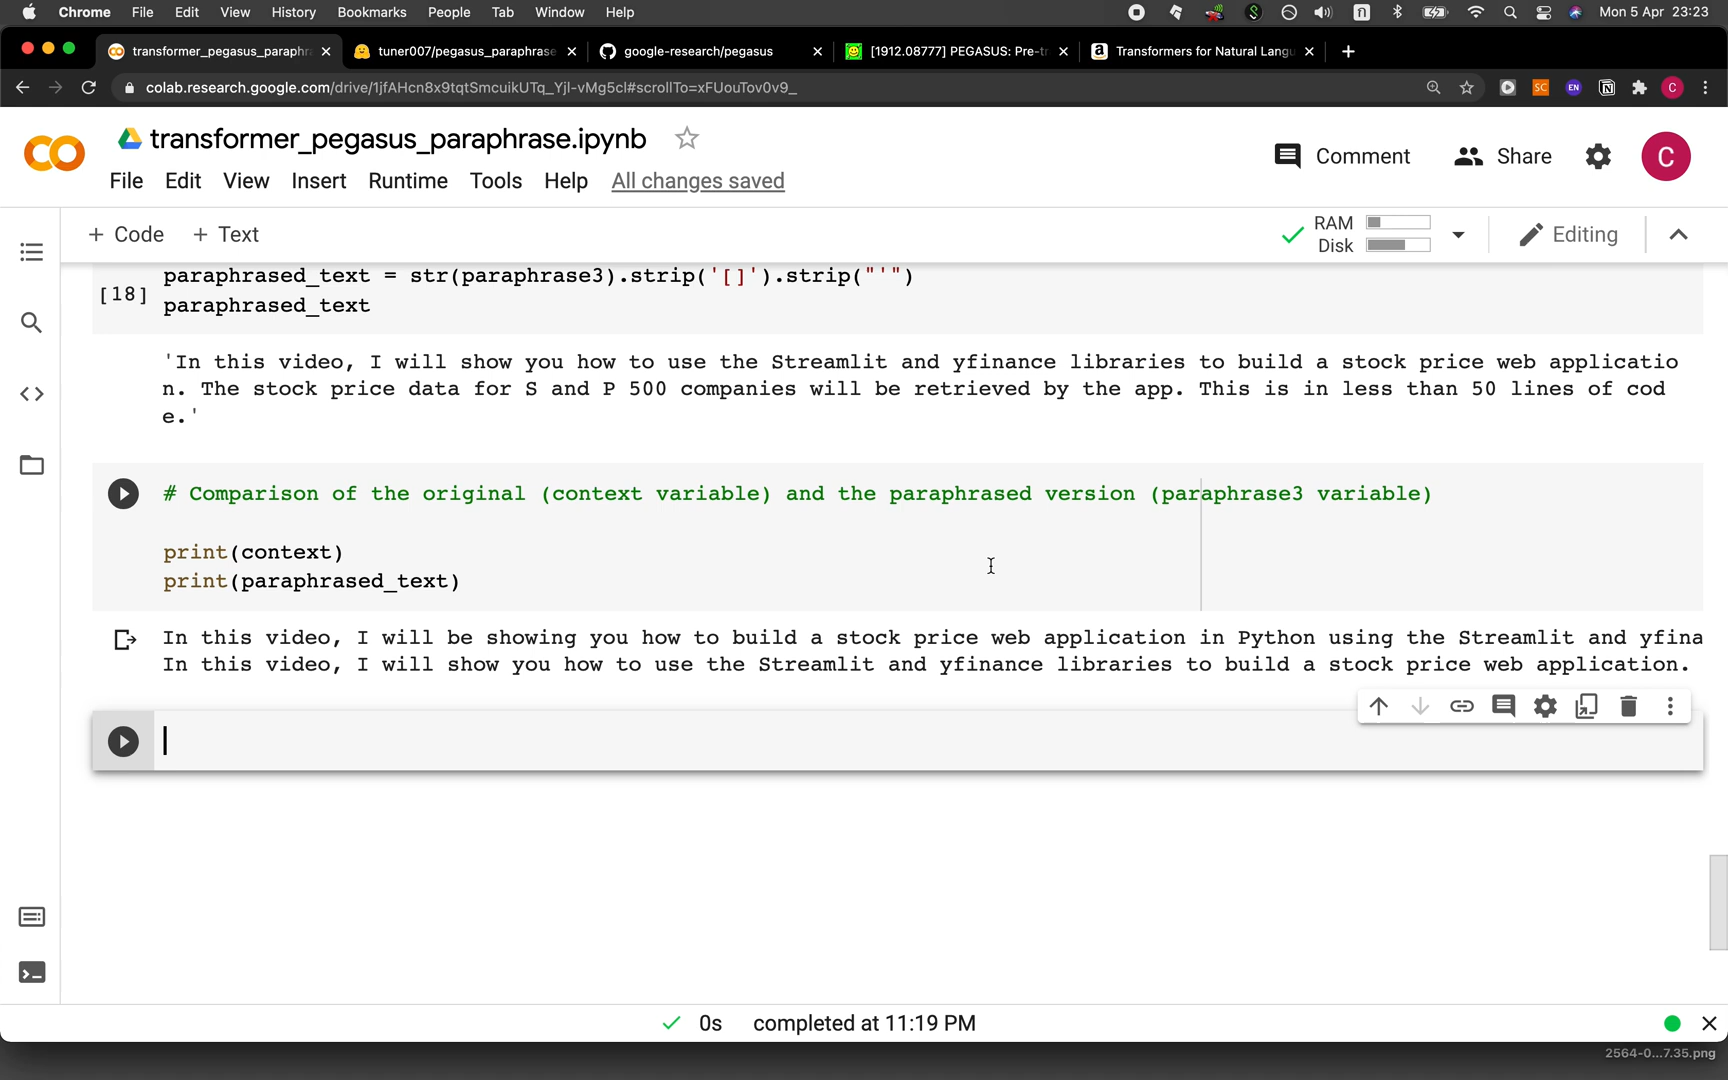 Chrome File Edit View History Bookmarks People Tab Window Help Mon 5 Apr 23:23
transformer_pegasus_paraphr tuner007/pegasus_paraphrase google-research/pegasus [1912.08777] PEGASUS: Pre-tr Transformers for Natural Langu
colab.research.google.com/drive/1jfAHcn8x9tqtSmcuikUTq_Yjl-vMg5cl#scrollTo=xFUouTov0v9_
transformer_pegasus_paraphrase.ipynb
Comment Share C
File Edit View Insert Runtime Tools Help All changes saved
+ Code + Text
RAM
Disk
Editing
paraphrased_text = str(paraphrase3).strip('[]').strip("'")
[18]
paraphrased_text
'In this video, I will show you how to use the Streamlit and yfinance libraries to build a stock price web applicatio
n. The stock price data for S and P 500 companies will be retrieved by the app. This is in less than 50 lines of cod
e.'
# Comparison of the original (context variable) and the paraphrased version (paraphrase3 variable)
print(context)
print(paraphrased_text)
In this video, I will be showing you how to build a stock price web application in Python using the Streamlit and yfina
In this video, I will show you how to use the Streamlit and yfinance libraries to build a stock price web application.
0s completed at 11:19 PM
2564-0...7.35.png